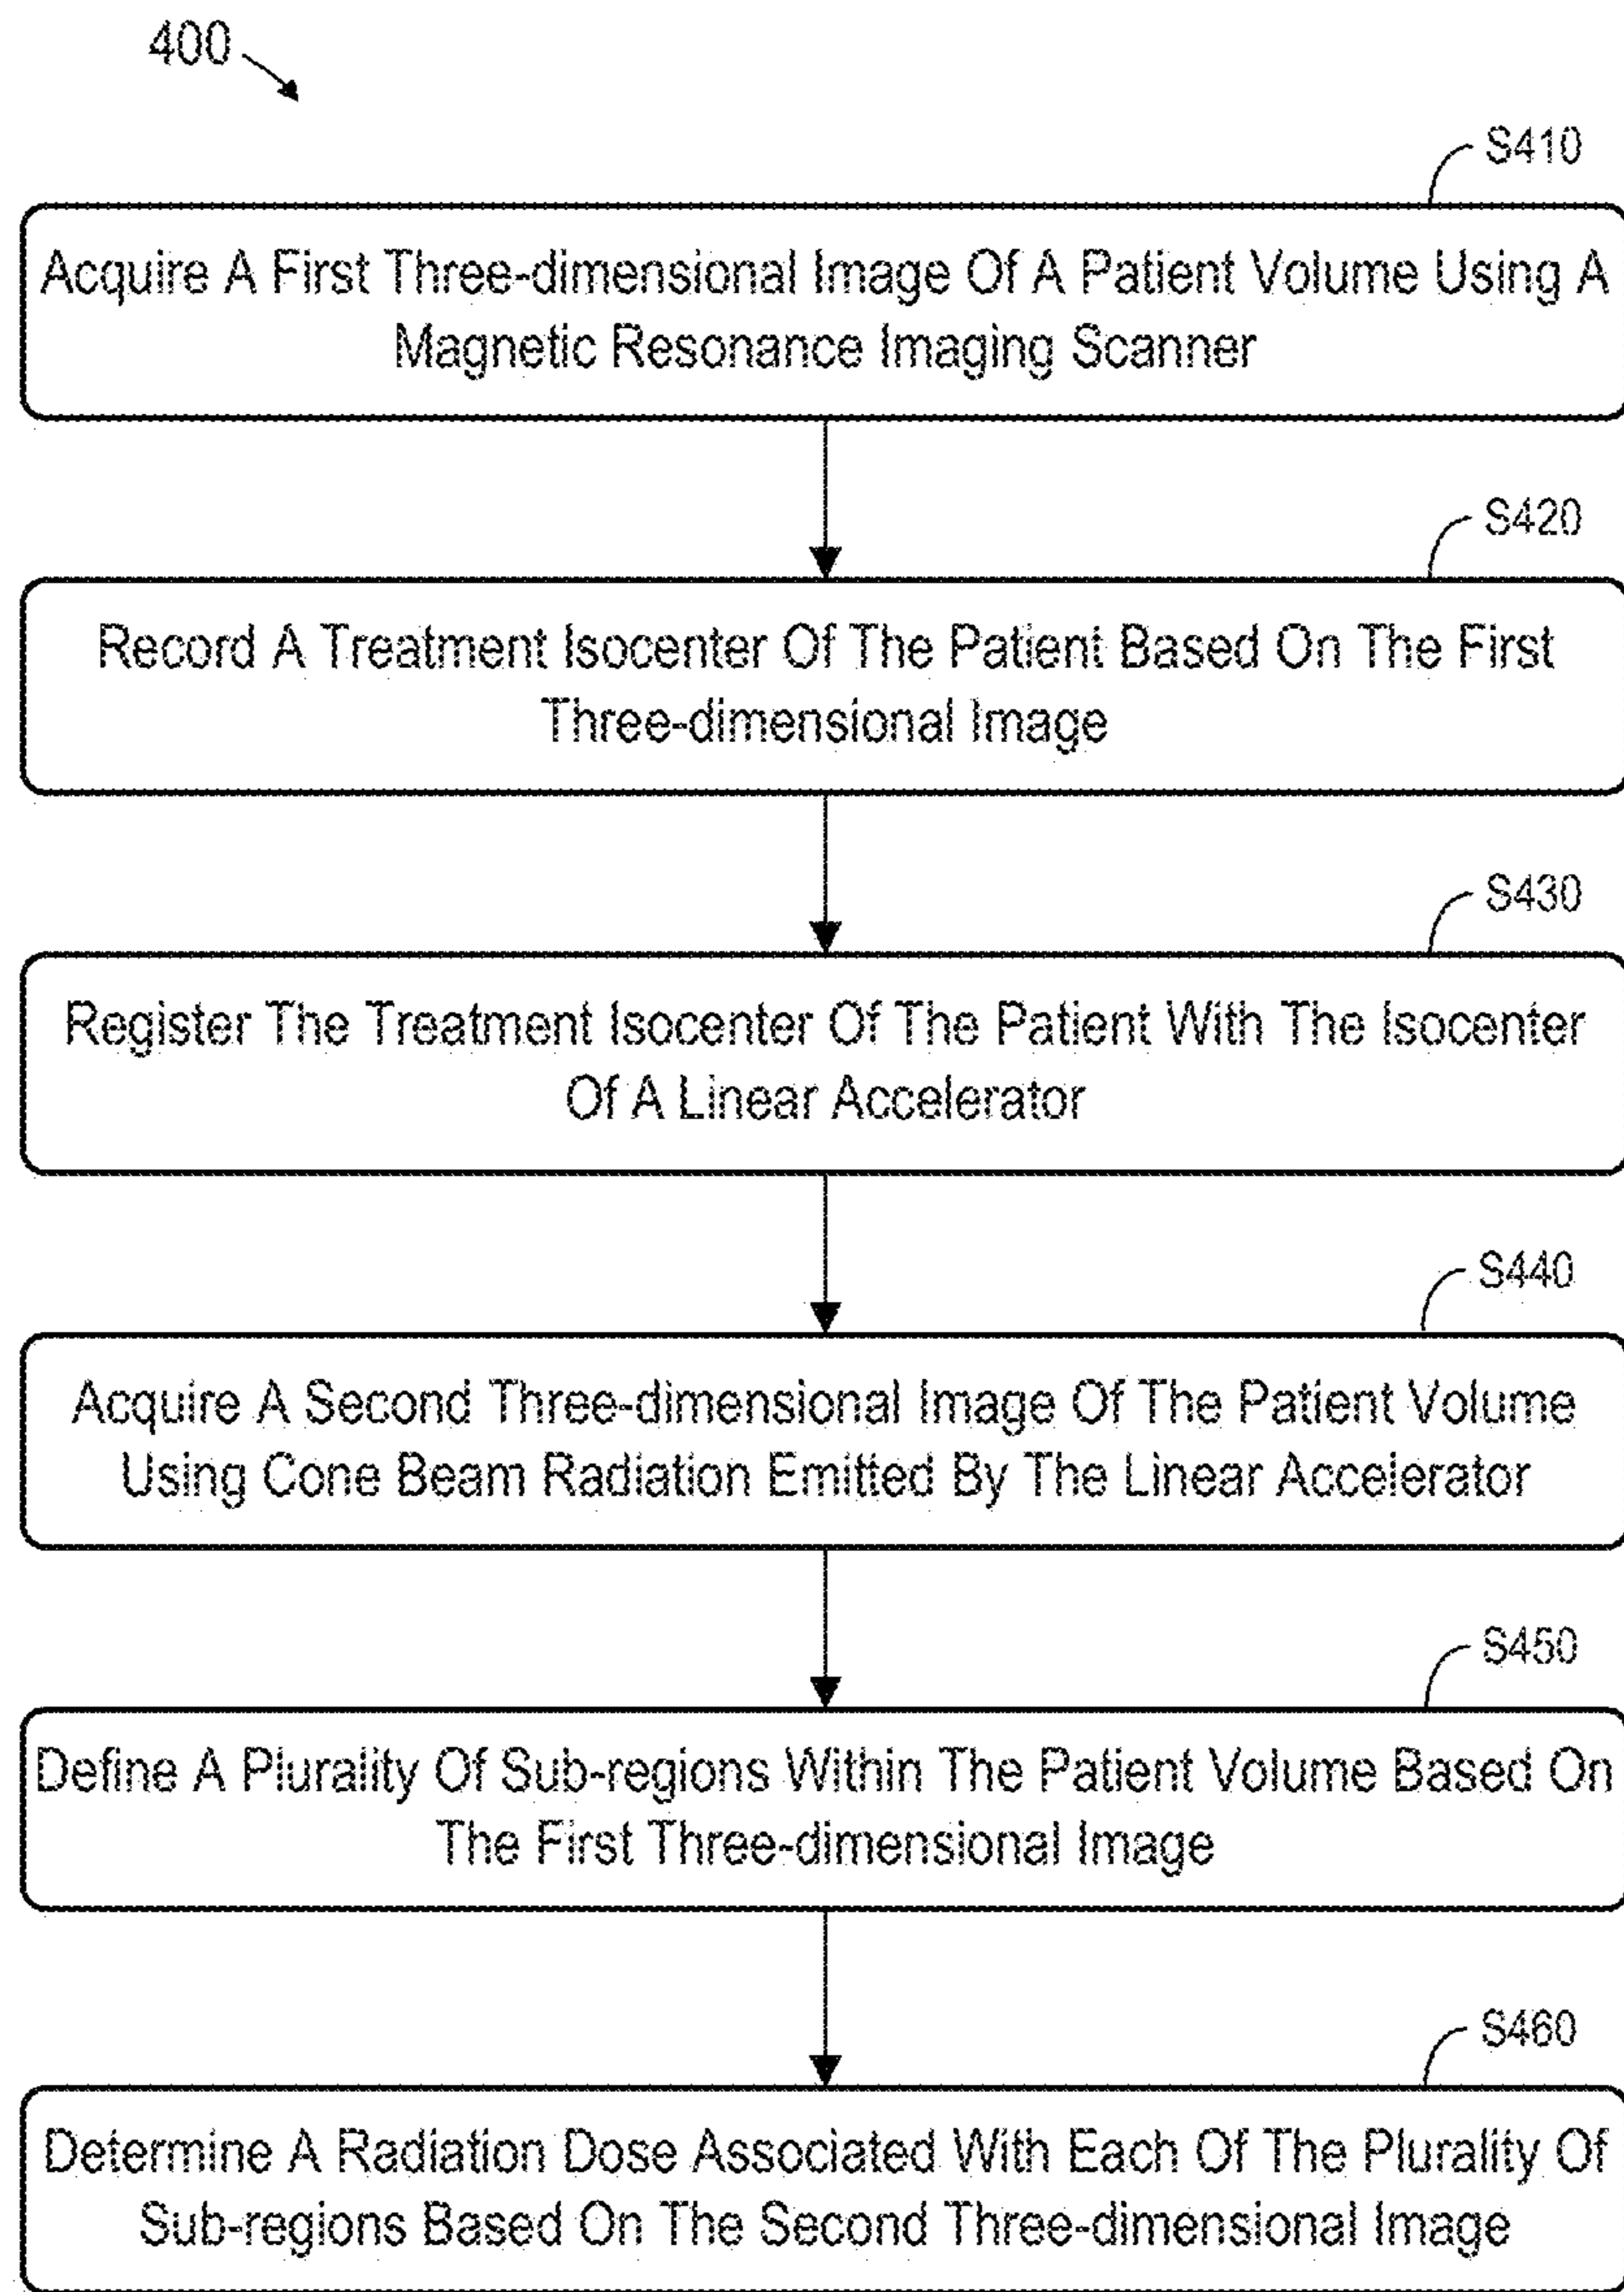 400
S410
Acquire A First Three-dimensional Image Of A Patient Volume Using A
Magnetic Resonance Imaging Scanner
S420
Record A Treatment Isocenter Of The Patient Based On The First
Three-dimensional Image
S430
Register The Treatment Isocenter Of The Patient With The Isocenter
Of A Linear Accelerator
S440
Acquire A Second Three-dimensional Image Of The Patient Volume
Using Cone Beam Radiation Emitted By The Linear Accelerator
S450
Define A Plurality Of Sub-regions Within The Patient Volume Based On
The First Three-dimensional Image
S460
Determine A Radiation Dose Associated With Each Of The Plurality Of
Sub-regions Based On The Second Three-dimensional Image